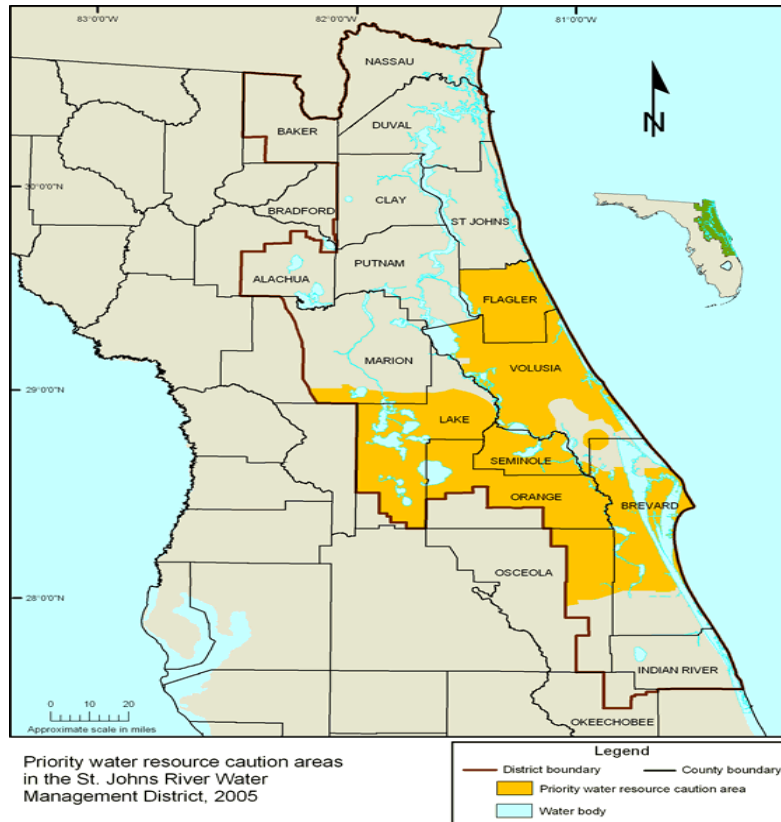 83°0'0"W 82°0'0"W 81°0'0"W
NASSAU
BAKER
DUVAL
N
30°0'0"N
BRADFORD
CLAY
ST JOHNS
PUTNAM
ALACHUA
FLAGLER
MARION
VOLUSIA
29°0'0"N
LAKE
SEMINOLE
ORANGE
BREVARD
OSCEOLA
28°0'0"N
INDIAN RIVER
0 10 20
OKEECHOBEE
Approximate scale in miles
Priority water resource caution areas
in the St. Johns River Water
Management District, 2005
Legend
District boundary County boundary
Priority water resource caution area
Water body